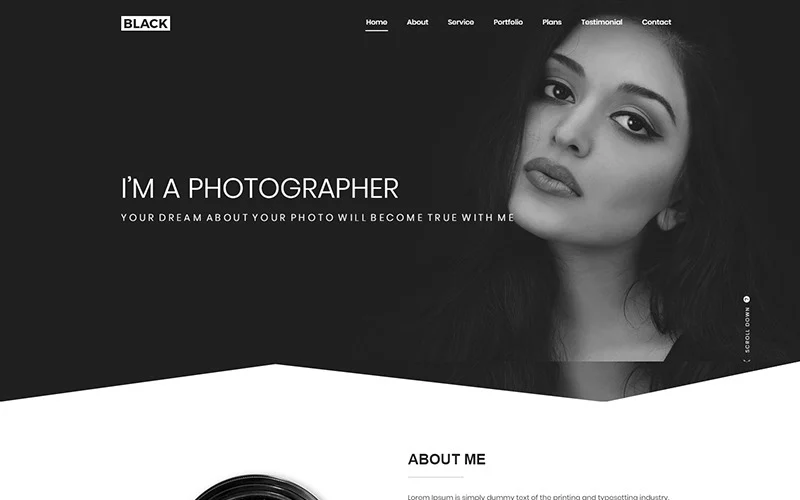 BLACK
Home About Service Portfolio Plans Testimonial Contact
I'M A PHOTOGRAPHER
YOUR DREAM ABOUT YOUR PHOTO WILL BECOME TRUE WITH ME
SCROLL DOWN
ABOUT ME
Lorem Ipsum is simply dummy text of the printing and typesetting industry.